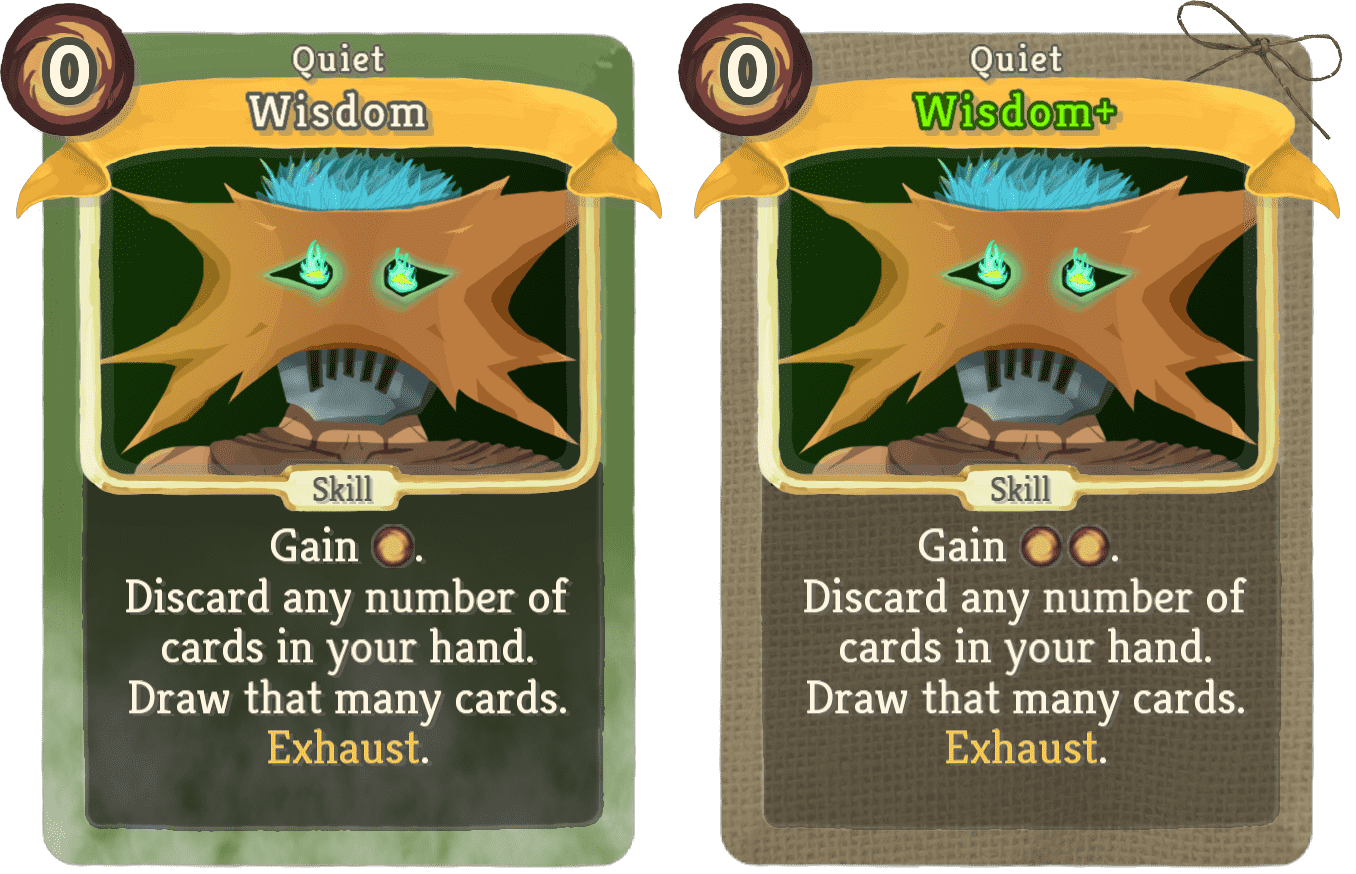 0
Quiet
Wisdom
Skill
Gain .
Discard any number of
cards in your hand.
Draw that many cards.
Exhaust.
0
Quiet
Wisdom+
Skill
Gain .
Discard any number of
cards in your hand.
Draw that many cards.
Exhaust.